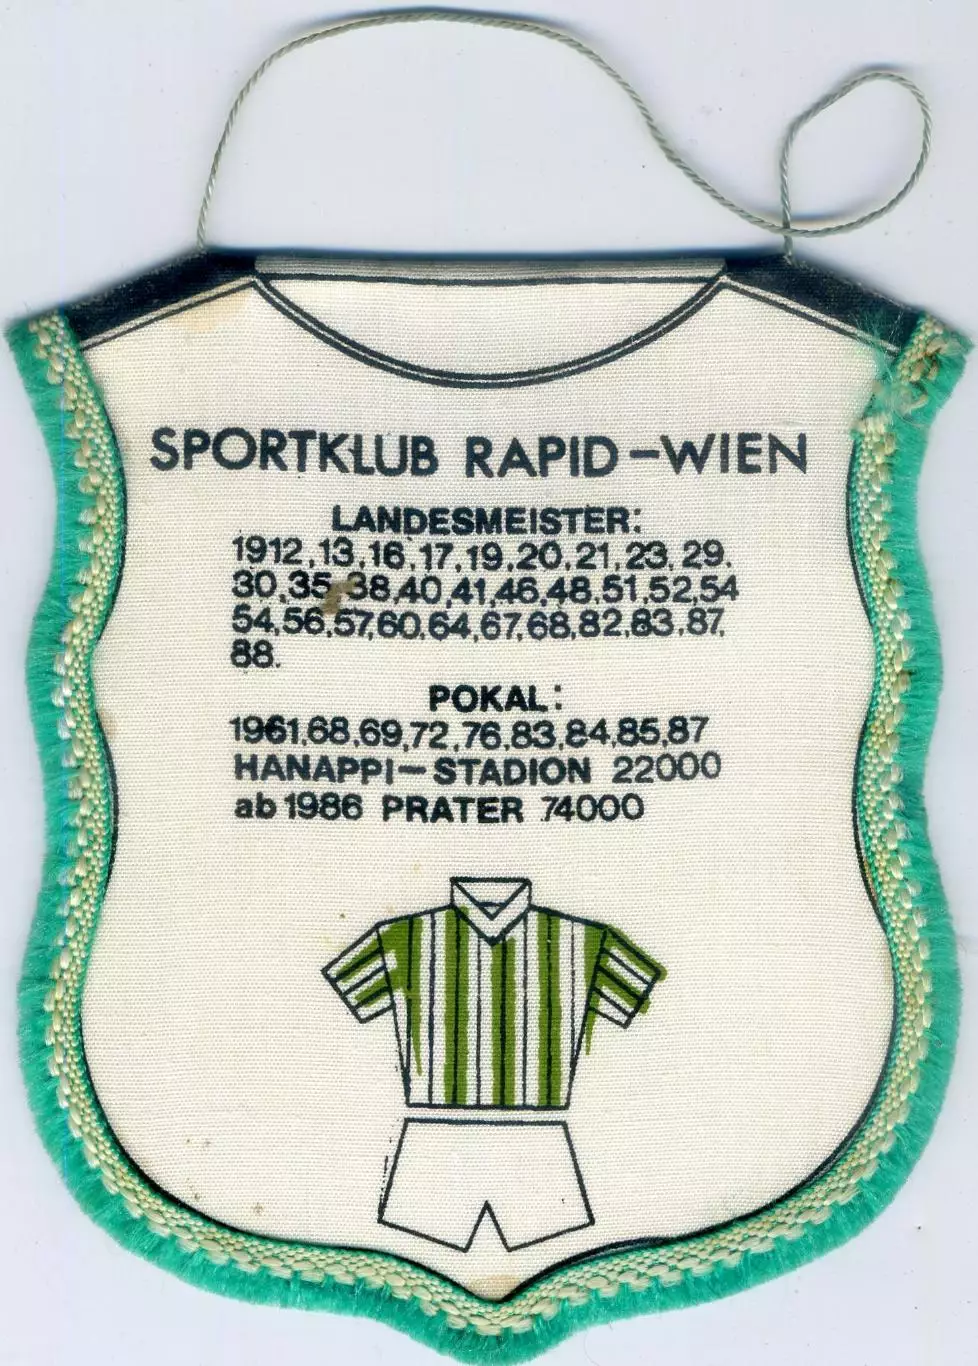 SPORTKLUB RAPID-WIEN
LANDESMEISTER:
1912,13,16,17,19,20,21,23,29.
30,35,38,40,41,46,48,51,52,54
54,56,57,60,64,67,68,82,83,87,
88.
POKAL:
1961,68,69,72,76,83,84,85,87
HANAPPI-STADION 22000
ab 1986 PRATER 74000